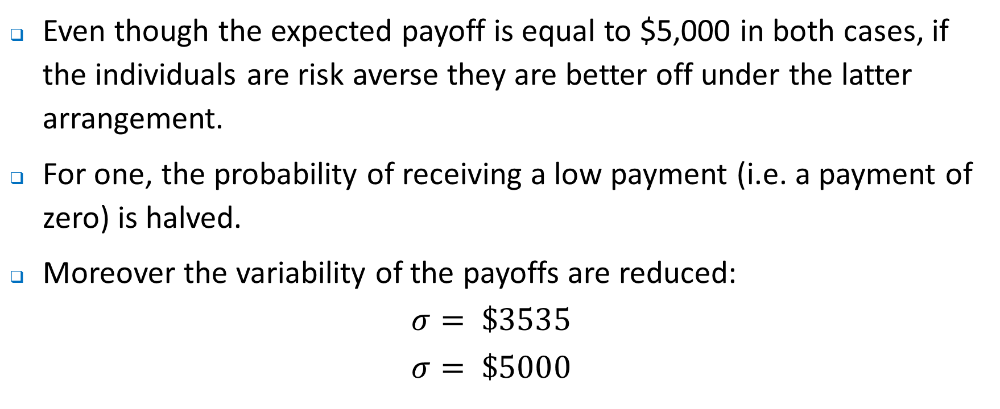 Even though the expected payoff is equal to $5,000 in both cases, if
the individuals are risk averse they are better off under the latter
arrangement.
For one, the probability of receiving a low payment (i.e. a payment of
zero) is halved.
Moreover the variability of the payoffs are reduced:
𝜎 = $3535
𝜎 = $5000